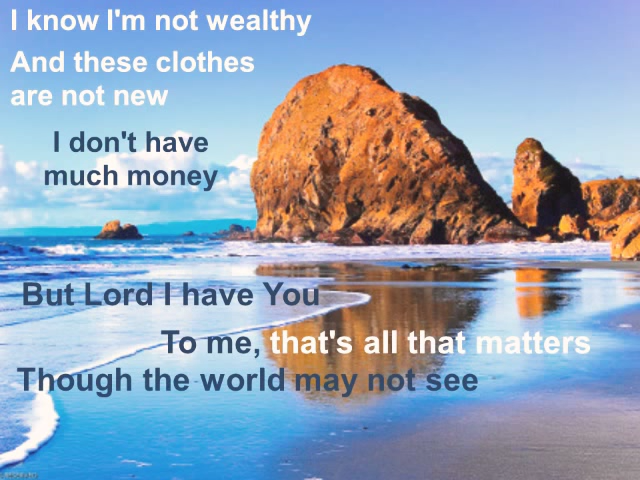 I know I'm not wealthy
And these clothes
are not new
I don't have
much money
But Lord I have You
To me, that's all that matters
Though the world may not see